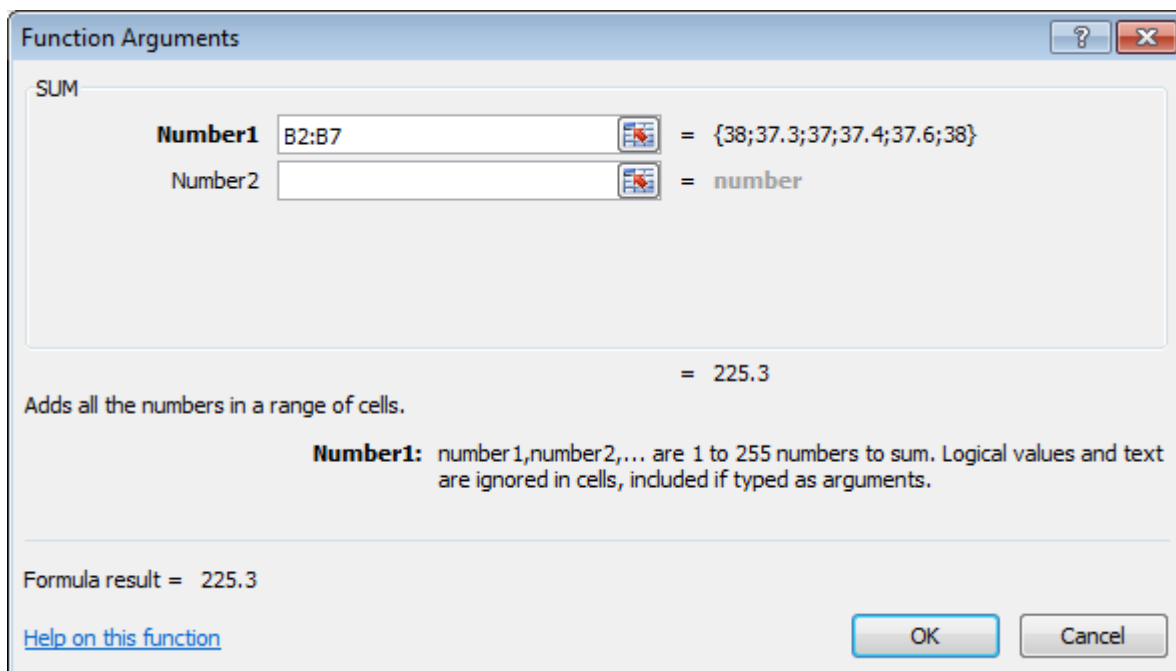 Function Arguments
SUM
Number1 B2:B7 = {38;37.3;37;37.4;37.6;38}
Number2 = number
= 225.3
Adds all the numbers in a range of cells.
Number1: number1,number2,... are 1 to 255 numbers to sum. Logical values and text
are ignored in cells, included if typed as arguments.
Formula result = 225.3
Help on this function OK Cancel